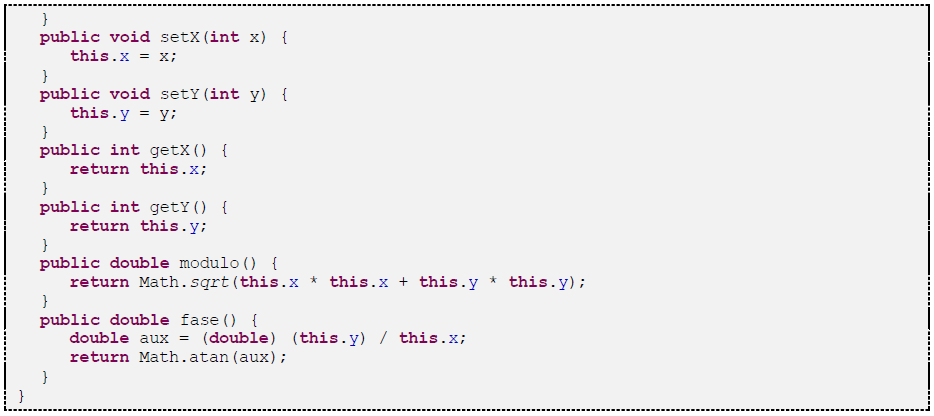 }
   public void setX(int x) {
      this.x = x;
   }
   public void setY(int y) {
      this.y = y;
   }
   public int getX() {
      return this.x;
   }
   public int getY() {
      return this.y;
   }
   public double modulo() {
      return Math.sqrt(this.x * this.x + this.y * this.y);
   }
   public double fase() {
      double aux = (double) (this.y) / this.x;
      return Math.atan(aux);
   }
}